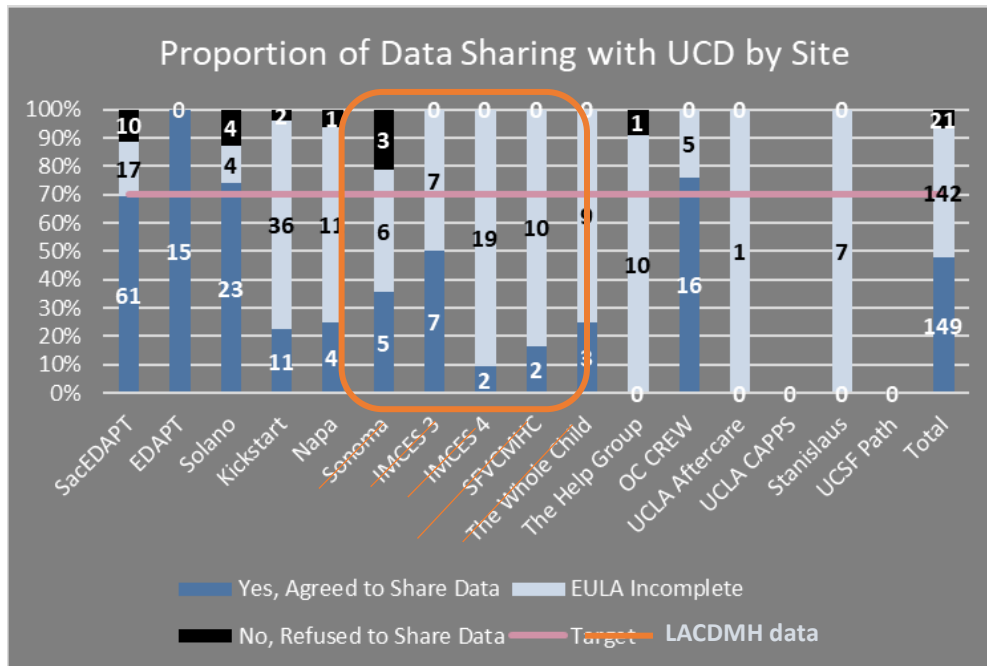 Proportion of Data Sharing with UCD by Site
100%
90%
80%
70%
60%
50%
40%
30%
20%
10%
0%
10
17
61
0
15
4
4
23
2
36
11
1
11
4
3
6
5
0
7
7
0
19
2
0
10
2
0
9
3
1
10
0
0
5
16
0
1
0
0
0
7
0
0
21
142
149
SacEDAPT
EDAPT
Solano
Kickstart
Napa
Sonoma
IMCES 3
IMCES 4
SFVCMHC
The Whole Child
The Help Group
OC CREW
UCLA Aftercare
UCLA CAPPS
Stanislaus
UCSF Path
Total
Yes, Agreed to Share Data
EULA Incomplete
No, Refused to Share Data
Target
LACDMH data